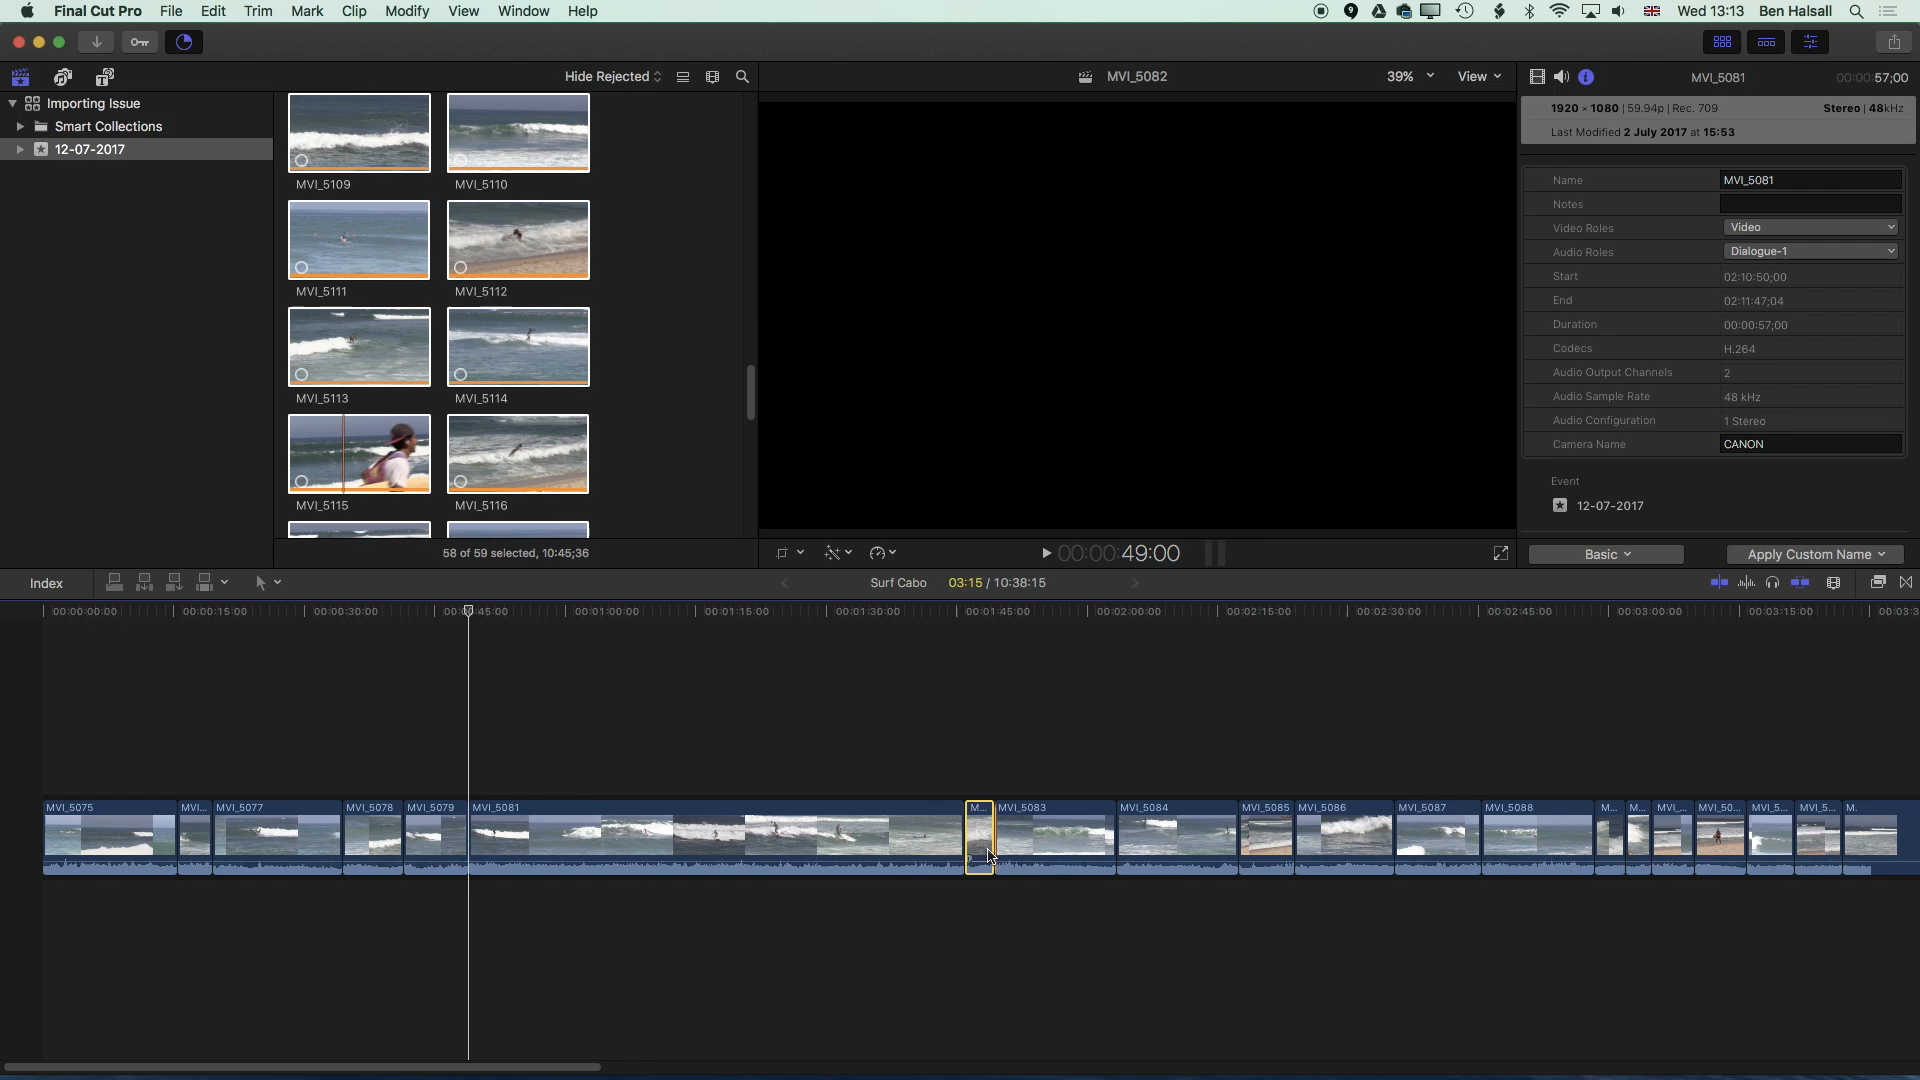 Final Cut Pro File Edit Trim Mark Clip Modify View Window Help 9 Wed 13:13 Ben Halsall
Hide Rejected MVI_5082 39% View MVI_5081 00:00:57;00
Importing Issue
Smart Collections
12-07-2017
MVI_5109 MVI_5110
MVI_5111 MVI_5112
MVI_5113 MVI_5114
MVI_5115 MVI_5116
58 of 59 selected, 10:45;36
00:00:00:49:00
1920 × 1080 | 59.94p | Rec. 709 Stereo | 48kHz
Last Modified 2 July 2017 at 15:53
Name MVI_5081
Notes
Video Roles Video
Audio Roles Dialogue-1
Start 02:10:50;00
End 02:11:47;04
Duration 00:00:57;00
Codecs H.264
Audio Output Channels 2
Audio Sample Rate 48 kHz
Audio Configuration 1 Stereo
Camera Name CANON
Event
12-07-2017
Basic Apply Custom Name
Index Surf Cabo 03:15 / 10:38:15
00:00:00:00 00:00:15:00 00:00:30:00 00:00:45:00 00:01:00:00 00:01:15:00 00:01:30:00 00:01:45:00 00:02:00:00 00:02:15:00 00:02:30:00 00:02:45:00 00:03:00:00 00:03:15:00 00:03:3
MVI_5075 MVI... MVI_5077 MVI_5078 MVI_5079 MVI_5081 M... MVI_5083 MVI_5084 MVI_5085 MVI_5086 MVI_5087 MVI_5088 M... M... MVI_... MVI_50... MVI_5... MVI_5... M.